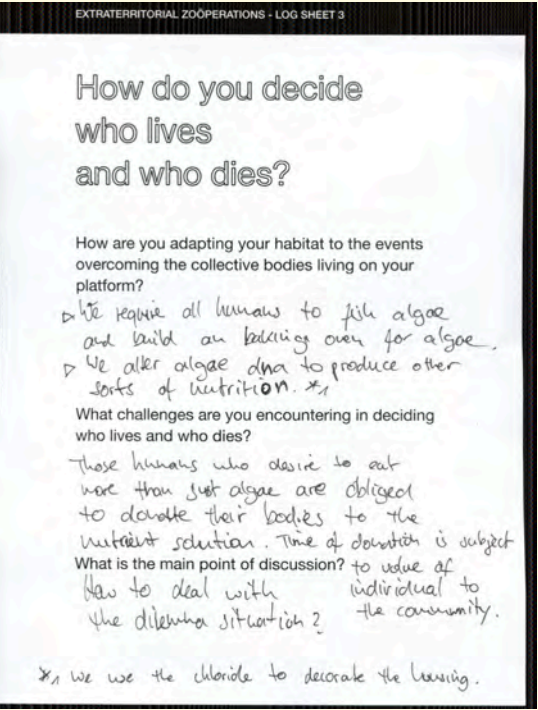 EXTRATERRITORIAL ZOÖPERATIONS - LOG SHEET 3
How do you decide
who lives
and who dies?
How are you adapting your habitat to the events
overcoming the collective bodies living on your
platform?
▷ We require all humans to fish algae
and build an baking oven for algae.
▷ We alter algae dna to produce other
sorts of nutrition. *1
What challenges are you encountering in deciding
who lives and who dies?
Those humans who desire to eat
more than just algae are obliged
to donate their bodies to the
nutrient solution. Time of donation is subject
to value of
individual to
the community.
What is the main point of discussion?
How to deal with
the dilemma situation?
*1 We use the chloride to decorate the housing.